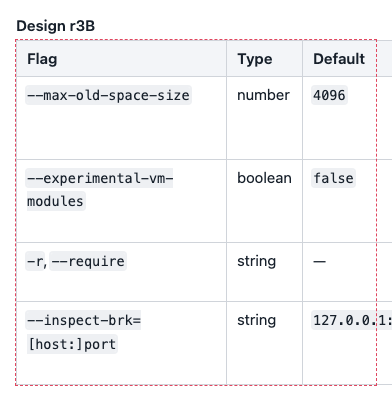 Design r3B
Flag Type Default
--max-old-space-size number 4096
--experimental-vm- boolean false
modules
-r, --require string —
--inspect-brk= string 127.0.0.1:
[host:]port